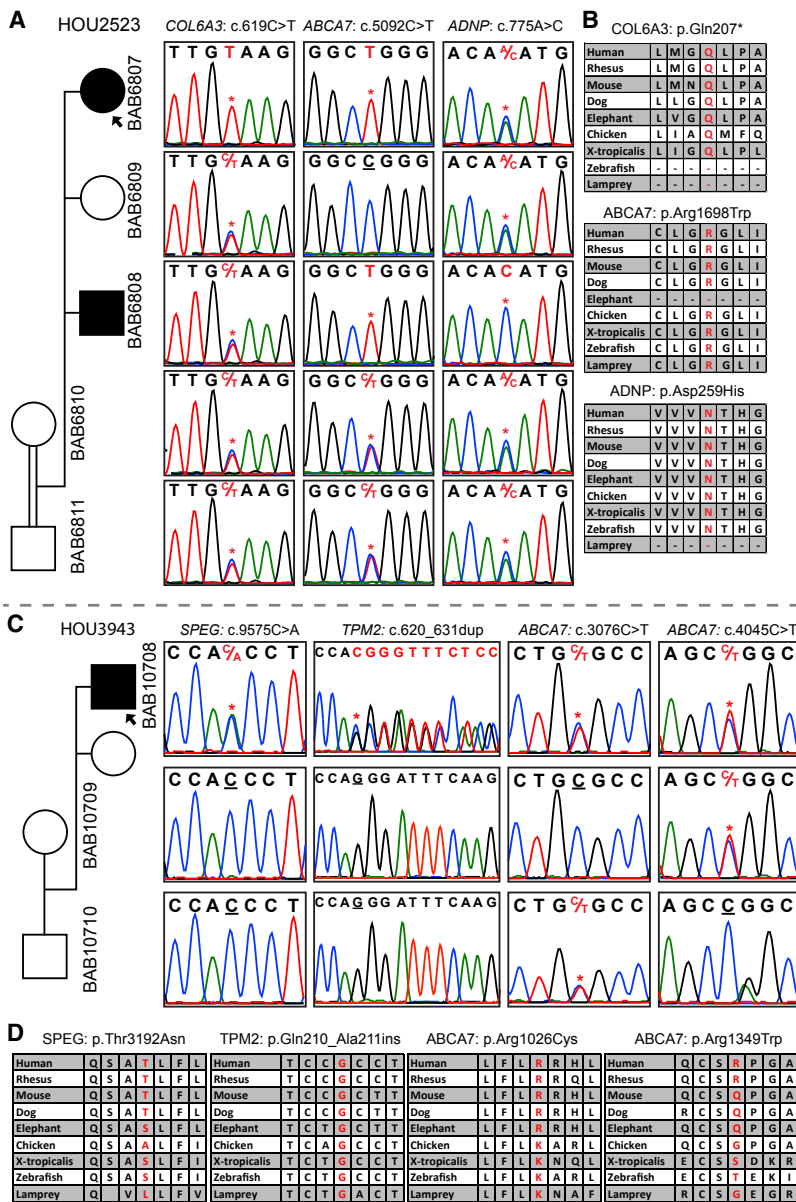 A
HOU2523
COL6A3: c.619C>T ABCA7: c.5092C>T ADNP: c.775A>C
BAB6807
T T G T A A G G G C T G G G A C A A/C A T G
*
*
*
BAB6809
T T G C/T A A G G G C C G G G A C A A/C A T G
*
*
BAB6808
T T G C/T A A G G G C T G G G A C A C A T G
*
*
*
BAB6810
T T G C/T A A G G G C C/T G G G A C A A/C A T G
*
*
*
BAB6811
T T G C/T A A G G G C C/T G G G A C A A/C A T G
*
*
*
B
COL6A3: p.Gln207*
Human L M G Q L P A
Rhesus L M G Q L P A
Mouse L M N Q L P A
Dog L L G Q L P A
Elephant L V G Q L P A
Chicken L I A Q M F Q
X-tropicalis L I G Q L P L
Zebrafish - - - - - - -
Lamprey - - - - - - -
ABCA7: p.Arg1698Trp
Human C L G R G L I
Rhesus C L G R G L I
Mouse C L G R G L I
Dog C L G R G L I
Elephant - - - - - - -
Chicken C L G R G L I
X-tropicalis C L G R G L I
Zebrafish C L G R G L I
Lamprey C L G R G L I
ADNP: p.Asp259His
Human V V V N T H G
Rhesus V V V N T H G
Mouse V V V N T H G
Dog V V V N T H G
Elephant V V V N T H G
Chicken V V V N T H G
X-tropicalis V V V N T H G
Zebrafish V V V N T H G
Lamprey - - - - - - -
C
HOU3943
SPEG: c.9575C>A TPM2: c.620_631dup ABCA7: c.3076C>T ABCA7: c.4045C>T
BAB10708
C C A C/A C C T C C A C G G G T T T C T C C C T G C/T G C C A G C C/T G G C
*
*
*
*
BAB10709
C C A C C C T C C A G G G A T T T C A A G C T G C G C C A G C C/T G G C
*
BAB10710
C C A C C C T C C A G G G A T T T C A A G C T G C/T G C C A G C C G G C
*
D
SPEG: p.Thr3192Asn
Human Q S A T L F L
Rhesus Q S A T L F L
Mouse Q S A T L F L
Dog Q S A T L F L
Elephant Q S A S L F L
Chicken Q S A A L F I
X-tropicalis Q S A S L F I
Zebrafish Q S A S L F I
Lamprey Q V L L F V
TPM2: p.Gln210_Ala211ins
Human T C C G C C T
Rhesus T C C G C C T
Mouse T C C G C T T
Dog T C C G C T T
Elephant T C T G C C T
Chicken T C A G C C T
X-tropicalis T C T G C C T
Zebrafish T C T G C C T
Lamprey T C T G A C T
ABCA7: p.Arg1026Cys
Human L F L R R H L
Rhesus L F L R R Q L
Mouse L F L R R H L
Dog L F L R R H L
Elephant L F L R R H L
Chicken L F L K A R L
X-tropicalis L F L K N Q L
Zebrafish L F L K A R L
Lamprey L F L K N A F
ABCA7: p.Arg1349Trp
Human Q C S R P G A
Rhesus Q C S R P G A
Mouse Q C S Q P G A
Dog R C S Q P G A
Elephant Q C S Q P G A
Chicken Q C S G P G A
X-tropicalis E C S S D K R
Zebrafish E C S T E K I
Lamprey R S G E G R